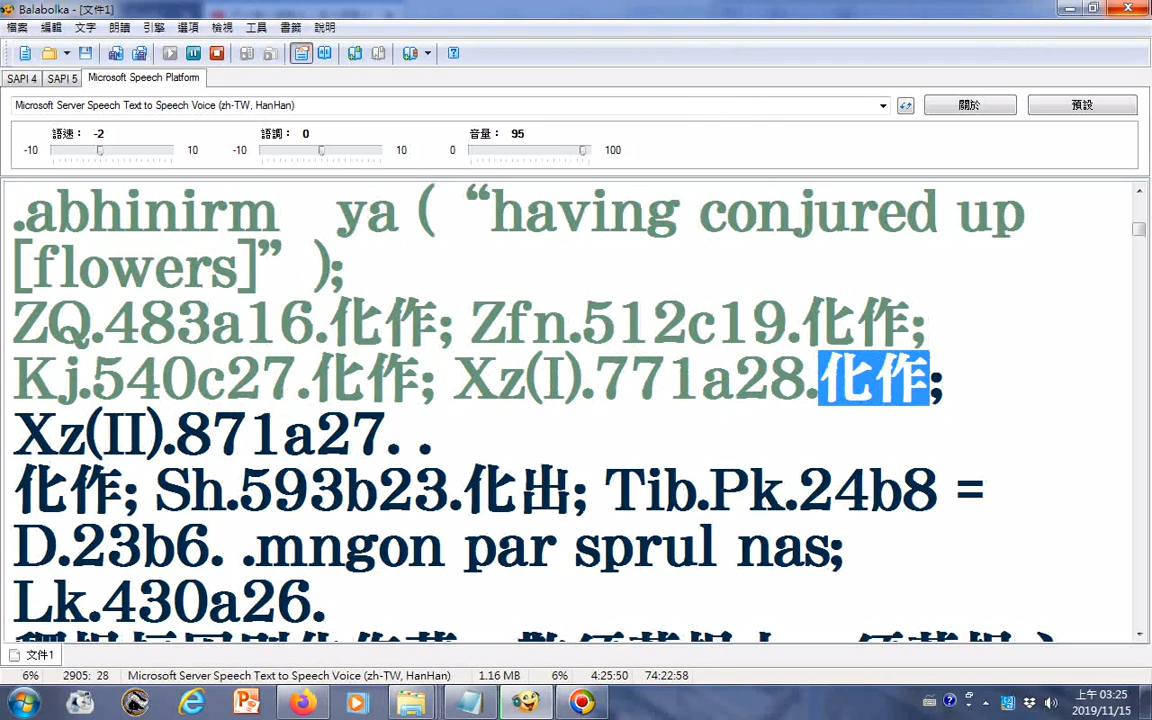 Balabolka - [文件1]
檔案 編輯 文字 朗讀 引擎 選項 檢視 工具 書籤 說明
SAPI 4 SAPI 5 Microsoft Speech Platform
Microsoft Server Speech Text to Speech Voice (zh-TW, HanHan) 關於 預設
語速： -2 語調： 0 音量： 95
-10 10 -10 10 0 100
.abhinirm ya ( “having conjured up
[flowers]” );
ZQ.483a16.化作; Zfn.512c19.化作;
Kj.540c27.化作; Xz(I).771a28.化作;
Xz(II).871a27. .
化作; Sh.593b23.化出; Tib.Pk.24b8 =
D.23b6. .mngon par sprul nas;
Lk.430a26.
文件1
6% 2905: 28 Microsoft Server Speech Text to Speech Voice (zh-TW, HanHan) 1.16 MB 6% 4:25:50 74:22:58
上午 03:25
2019/11/15